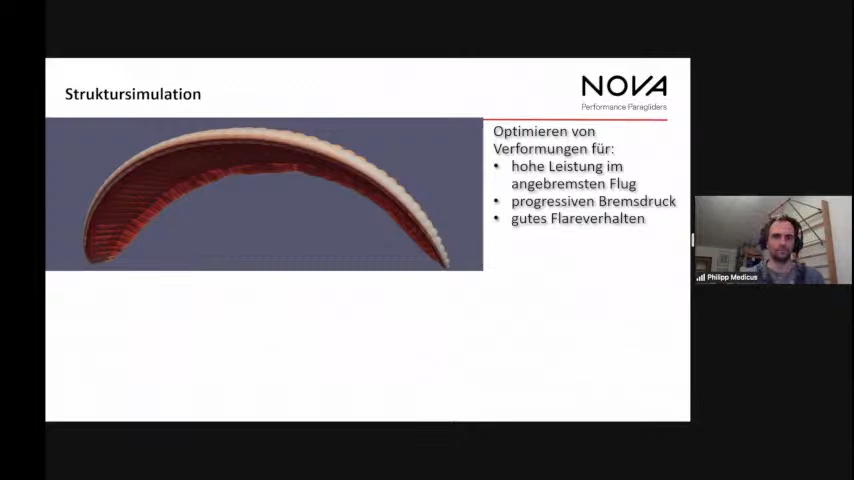 Struktursimulation
NOVA
Performance Paragliders
Optimieren von
Verformungen für:
• hohe Leistung im
angebremsten Flug
• progressiven Bremsdruck
• gutes Flareverhalten
Philipp Medicus